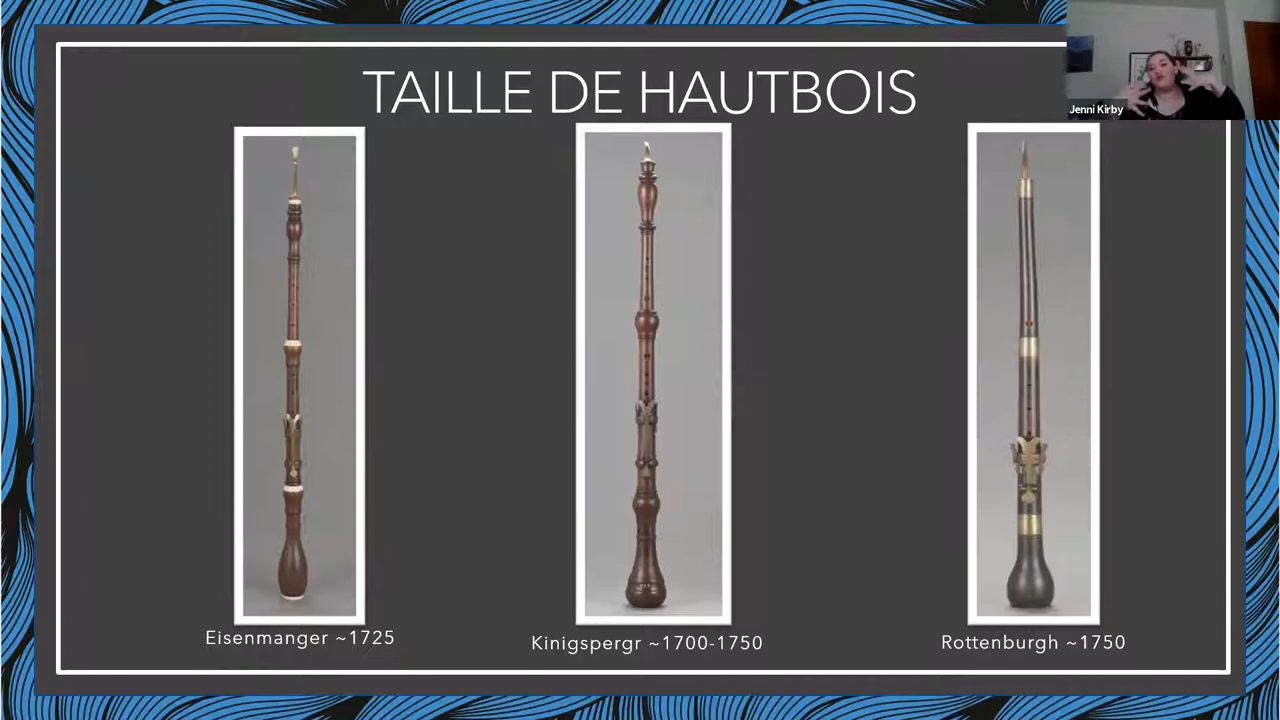 TAILLE DE HAUTBOIS
Jenni Kirby
Eisenmanger ~1725
Kinigspergr ~1700-1750
Rottenburgh ~1750